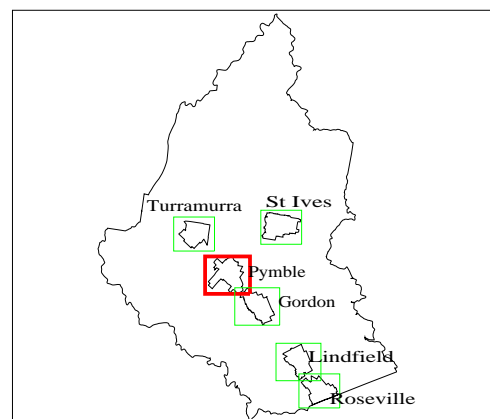 Turramurra
St Ives
Pymble
Gordon
Lindfield
Roseville